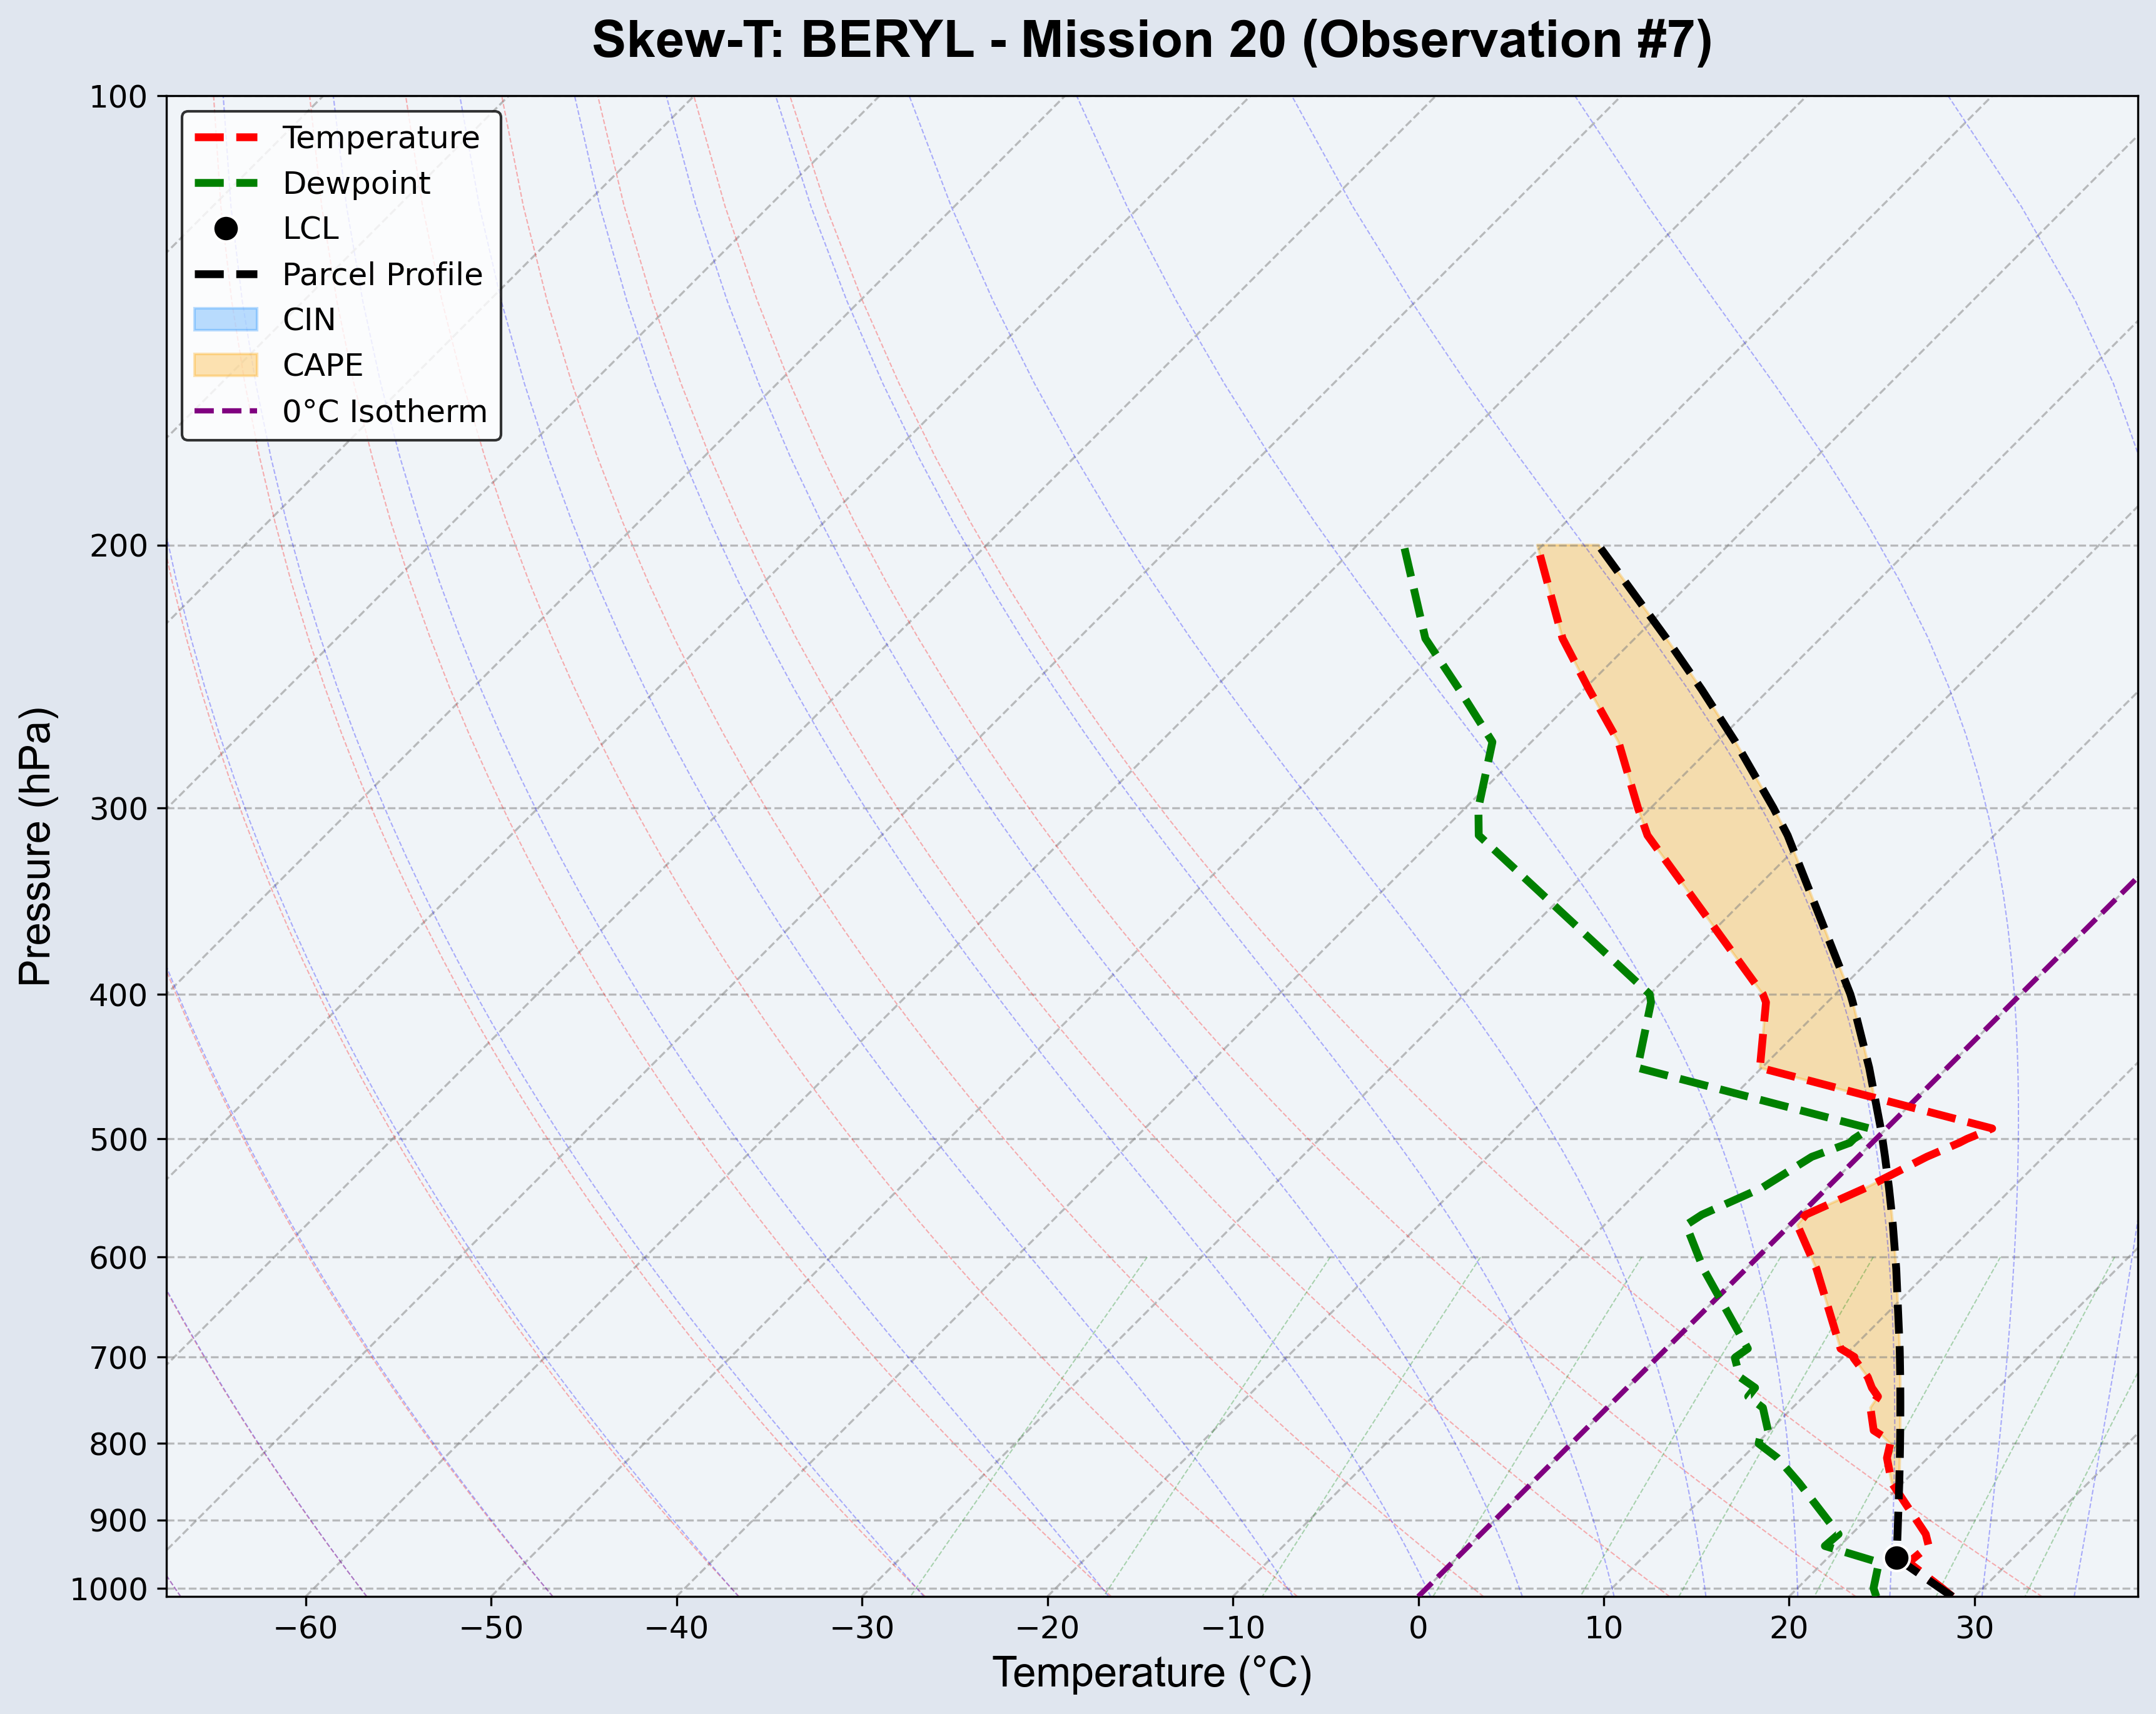 Skew-T: BERYL - Mission 20 (Observation #7)
Temperature
Dewpoint
LCL
Parcel Profile
CIN
CAPE
0°C Isotherm
Pressure (hPa)
100
200
300
400
500
600
700
800
900
1000
−60 −50 −40 −30 −20 −10 0 10 20 30
Temperature (°C)